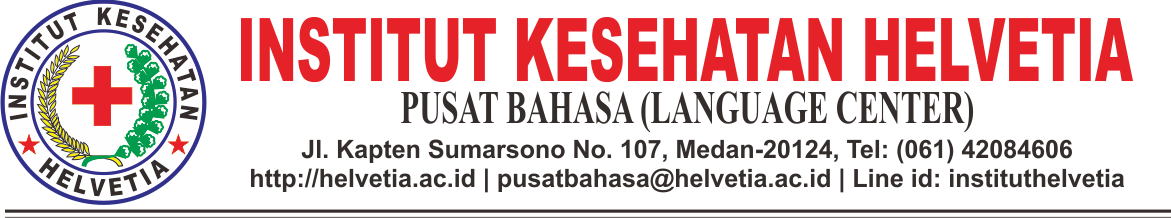 INSTITUT KESEHATAN
HELVETIA
INSTITUT KESEHATAN HELVETIA
PUSAT BAHASA (LANGUAGE CENTER)
Jl. Kapten Sumarsono No. 107, Medan-20124, Tel: (061) 42084606
http://helvetia.ac.id | pusatbahasa@helvetia.ac.id | Line id: instituthelvetia